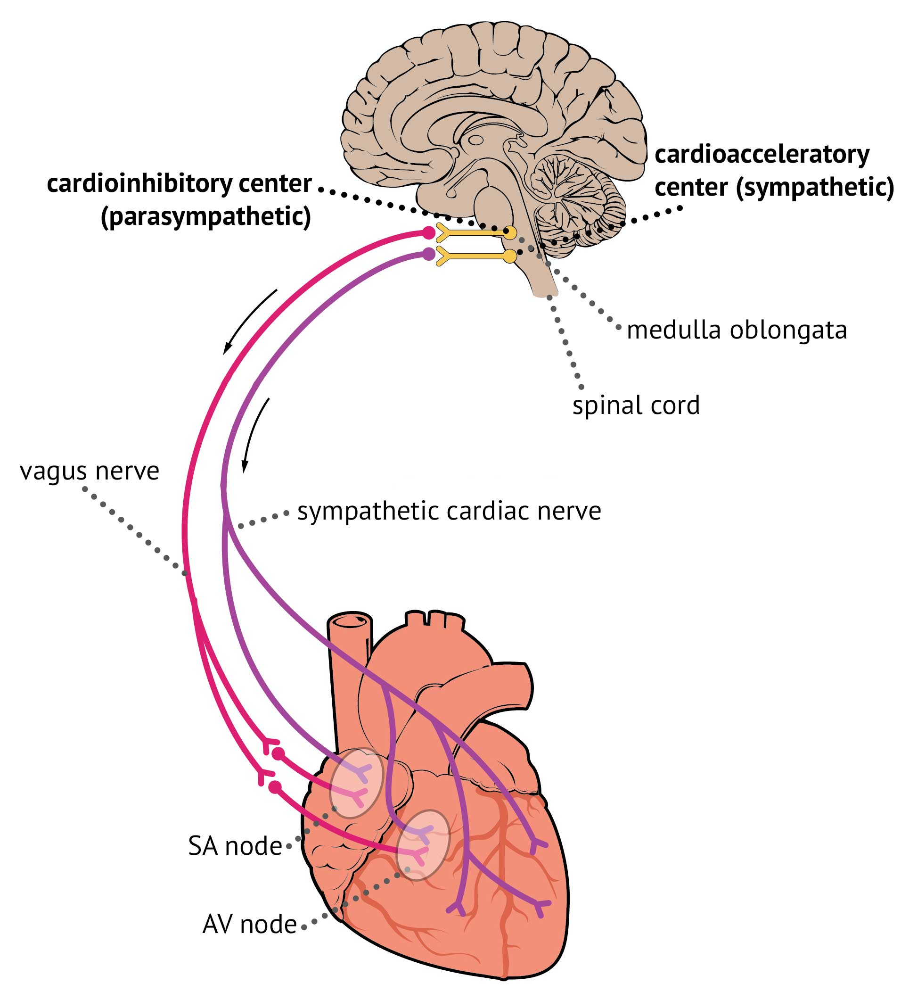 cardioacceleratory
center (sympathetic)
cardioinhibitory center
(parasympathetic)
medulla oblongata
spinal cord
vagus nerve
sympathetic cardiac nerve
SA node
AV node